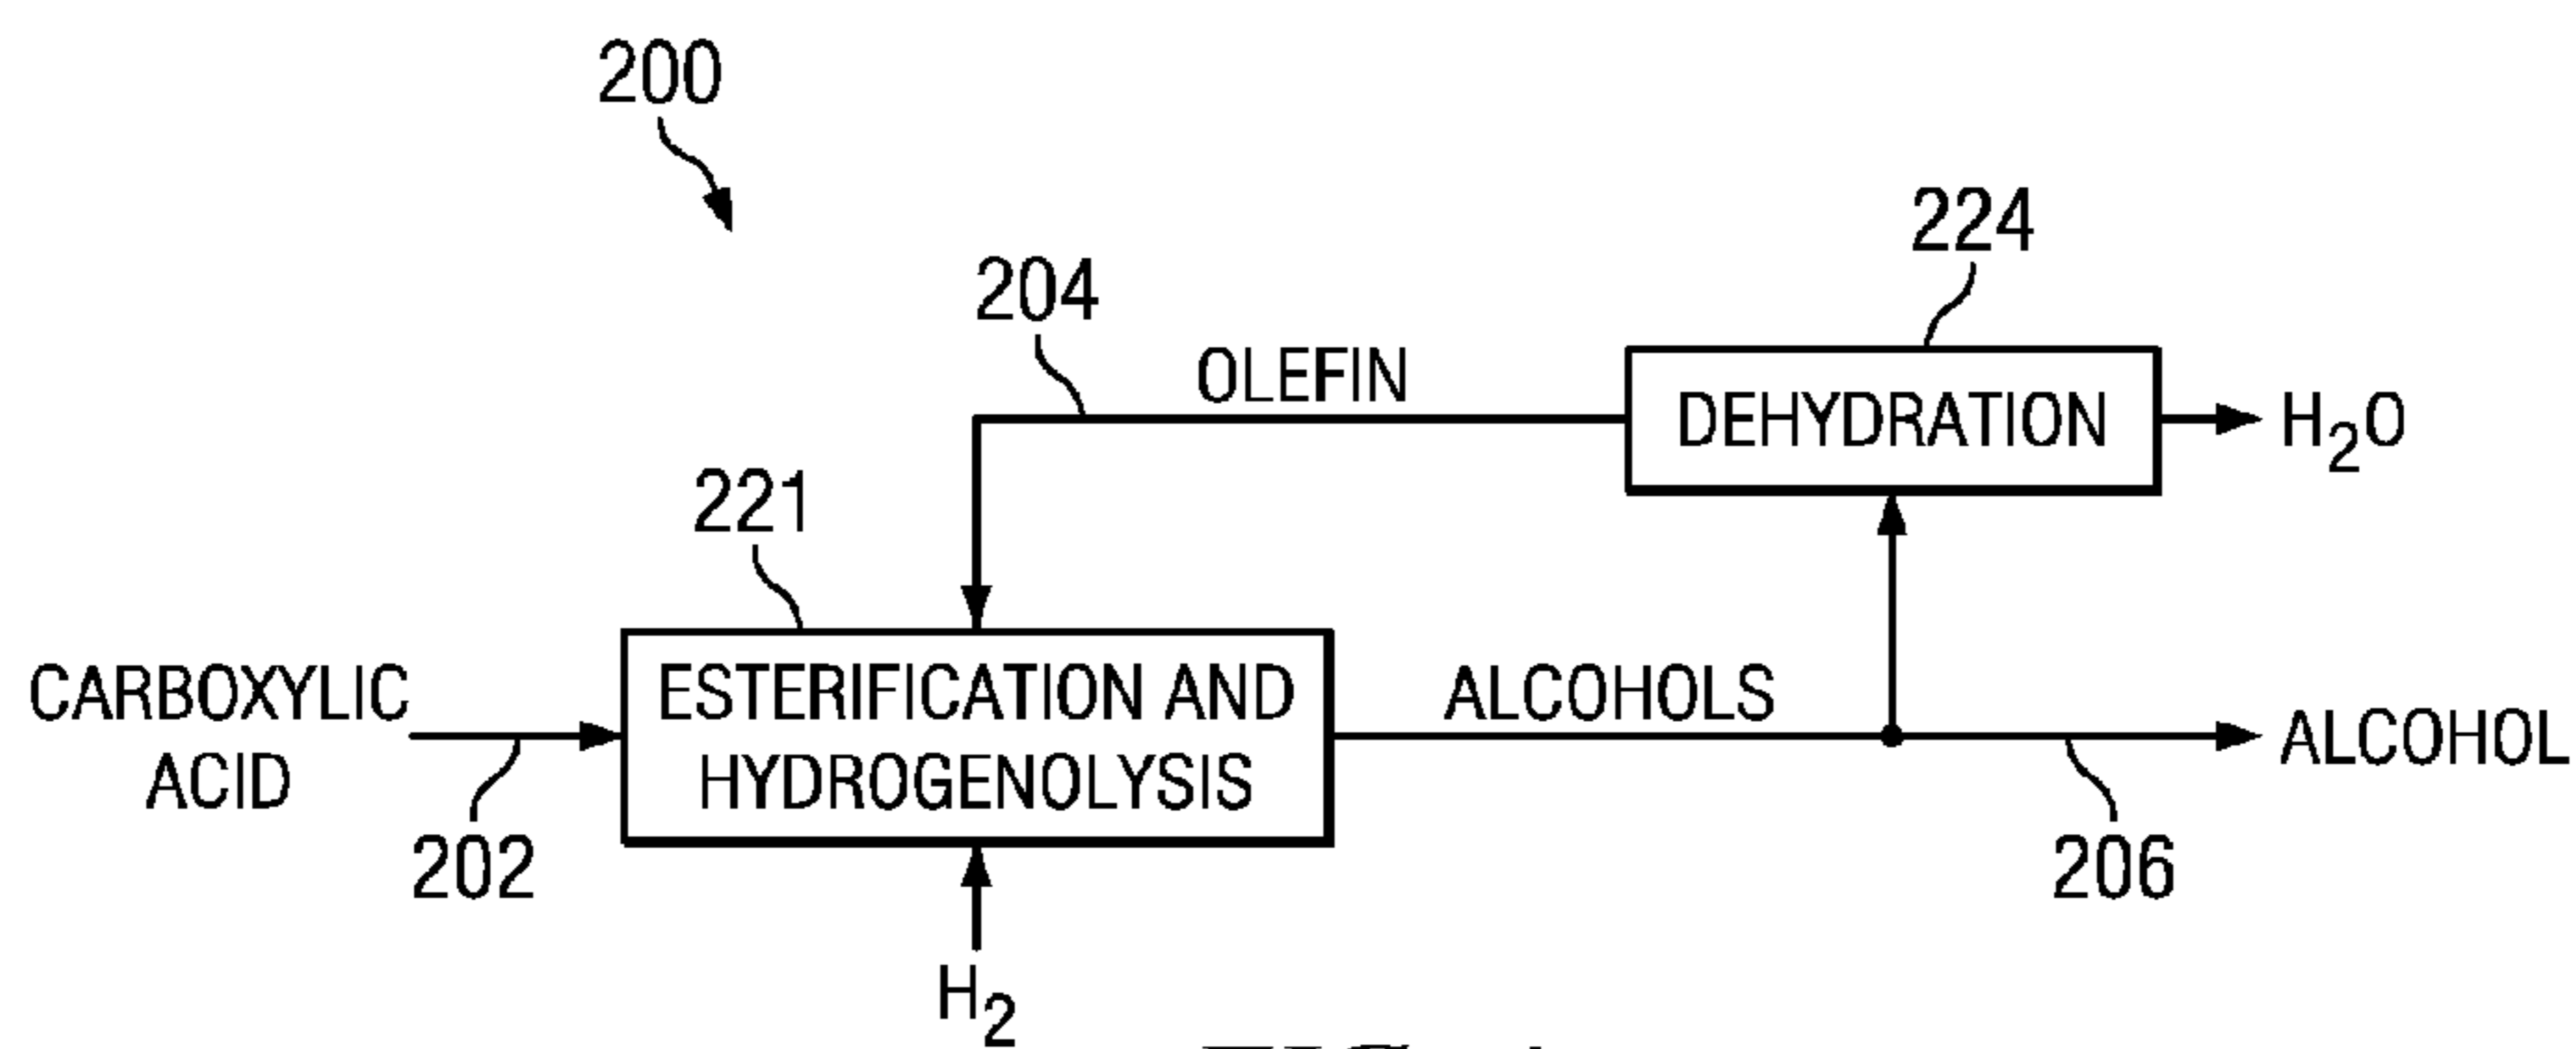 200
224
204
OLEFIN
DEHYDRATION
H2O
221
CARBOXYLIC
ACID
ESTERIFICATION AND
HYDROGENOLYSIS
ALCOHOLS
ALCOHOL
202
206
H2